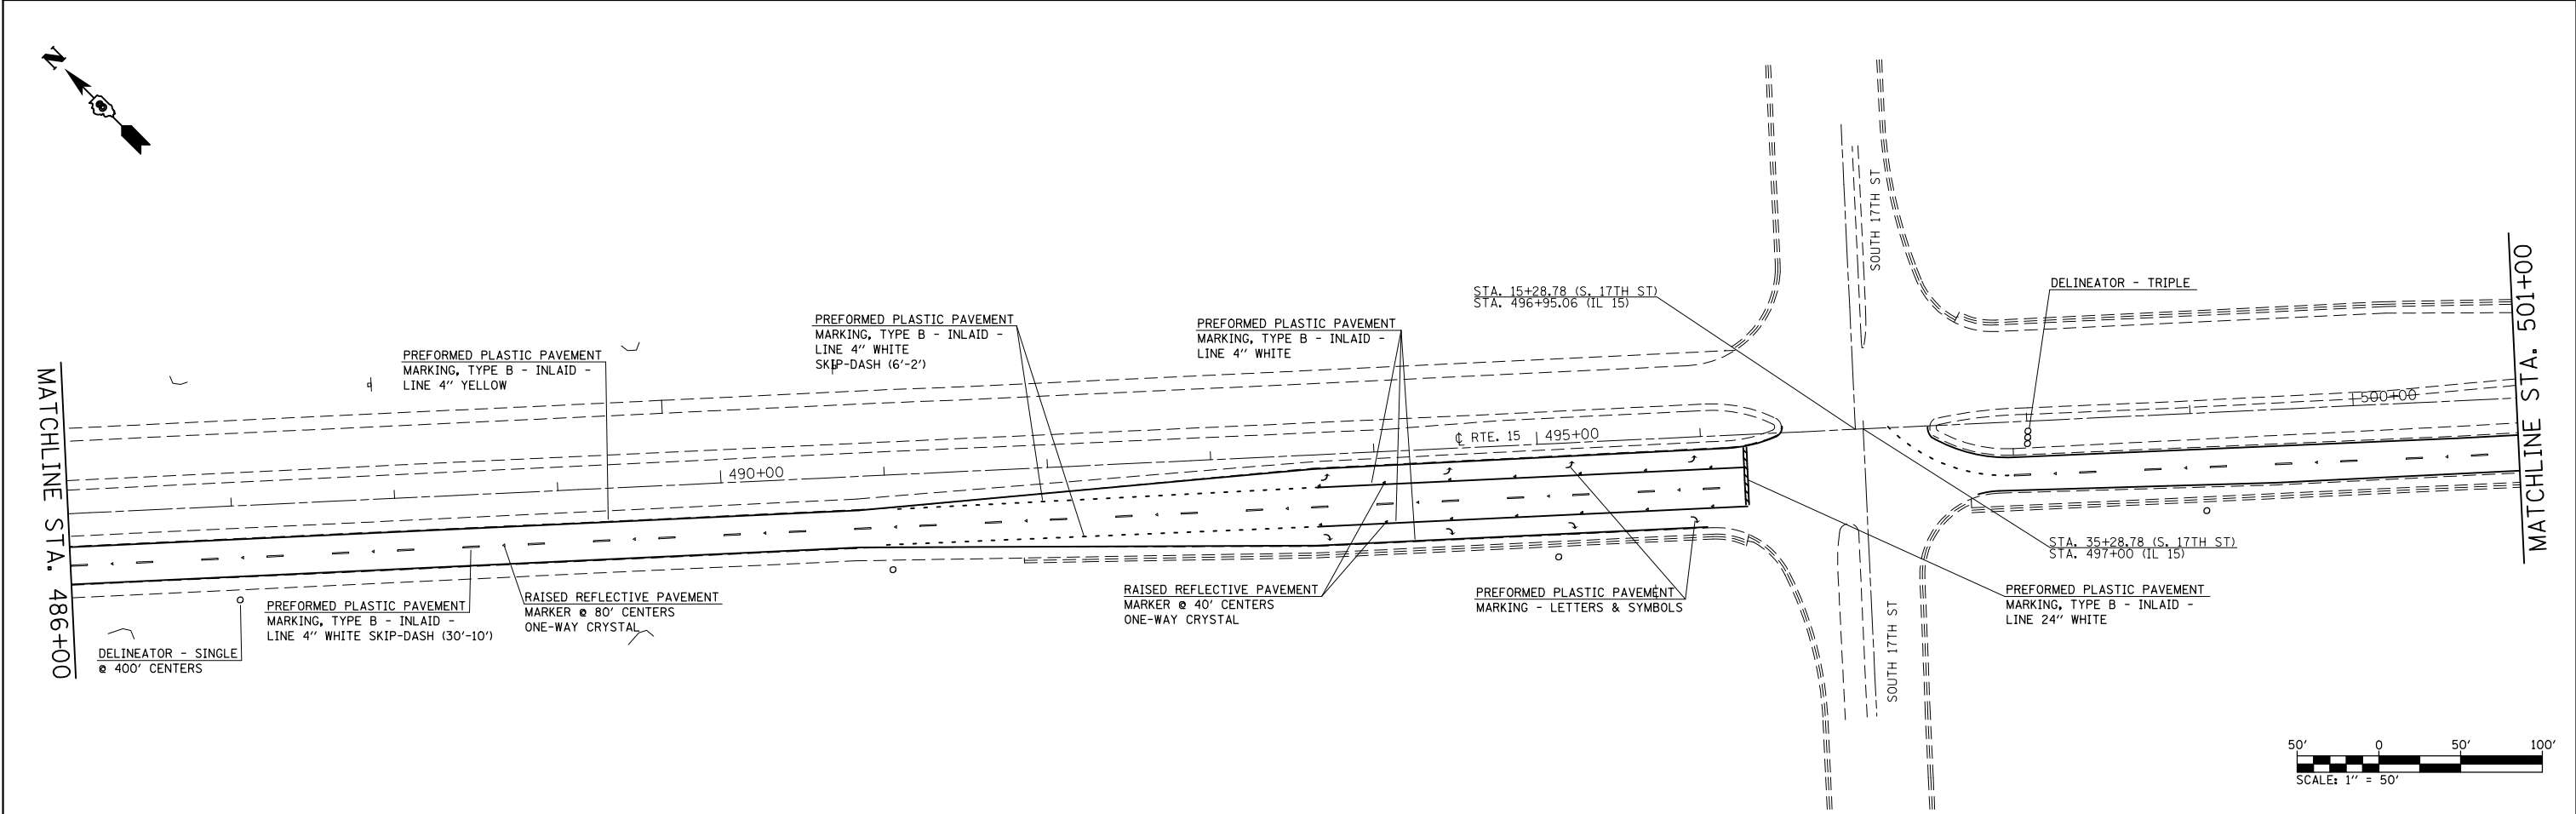 N
STA. 15+28.78 (S. 17TH ST)
STA. 496+95.06 (IL 15)
SOUTH 17TH ST
DELINEATOR - TRIPLE
MATCHLINE STA. 501+00
PREFORMED PLASTIC PAVEMENT
MARKING, TYPE B - INLAID -
LINE 4" WHITE
SKIP-DASH (6'-2')
PREFORMED PLASTIC PAVEMENT
MARKING, TYPE B - INLAID -
LINE 4" WHITE
PREFORMED PLASTIC PAVEMENT
MARKING, TYPE B - INLAID -
LINE 4" YELLOW
MATCHLINE STA. 486+00
490+00
℄ RTE. 15
495+00
500+00
DELINEATOR - SINGLE
@ 400' CENTERS
PREFORMED PLASTIC PAVEMENT
MARKING, TYPE B - INLAID -
LINE 4" WHITE SKIP-DASH (30'-10')
RAISED REFLECTIVE PAVEMENT
MARKER @ 80' CENTERS
ONE-WAY CRYSTAL
RAISED REFLECTIVE PAVEMENT
MARKER @ 40' CENTERS
ONE-WAY CRYSTAL
PREFORMED PLASTIC PAVEMENT
MARKING - LETTERS & SYMBOLS
SOUTH 17TH ST
STA. 35+28.78 (S. 17TH ST)
STA. 497+00 (IL 15)
PREFORMED PLASTIC PAVEMENT
MARKING, TYPE B - INLAID -
LINE 24" WHITE
50' 0 50' 100'
SCALE: 1" = 50'